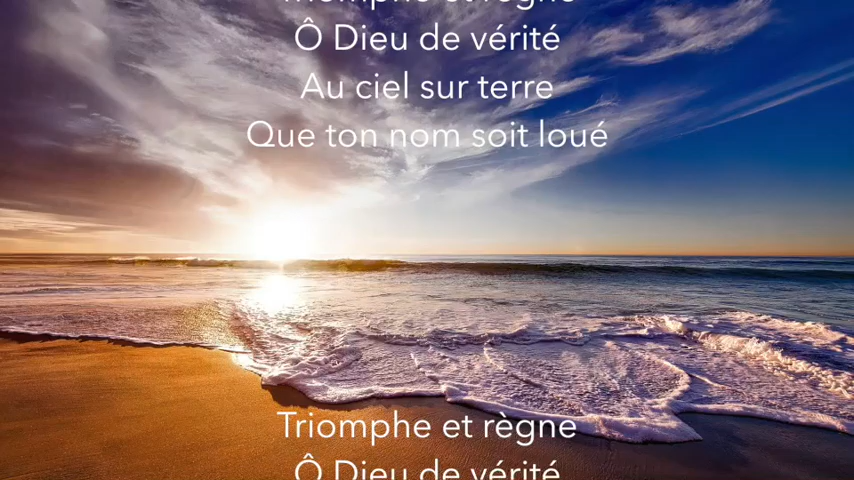 Triomphe et règne
Ô Dieu de vérité
Au ciel sur terre
Que ton nom soit loué
Triomphe et règne
Ô Dieu de vérité